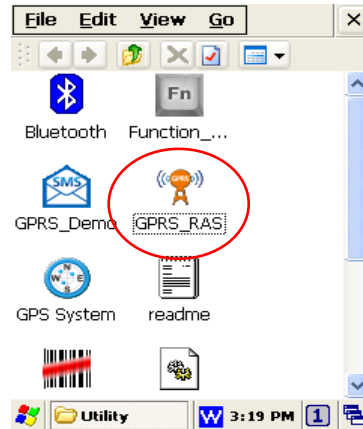 File Edit View Go
Fn
Bluetooth Function_...
SMS GPRS
GPRS_Demo GPRS_RAS
N W E S
GPS System readme
Utility W 3:19 PM 1